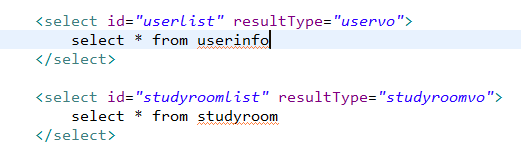 <select id="userlist" resultType="uservo">
select * from userinfo
</select>
<select id="studyroomlist" resultType="studyroomvo">
select * from studyroom
</select>